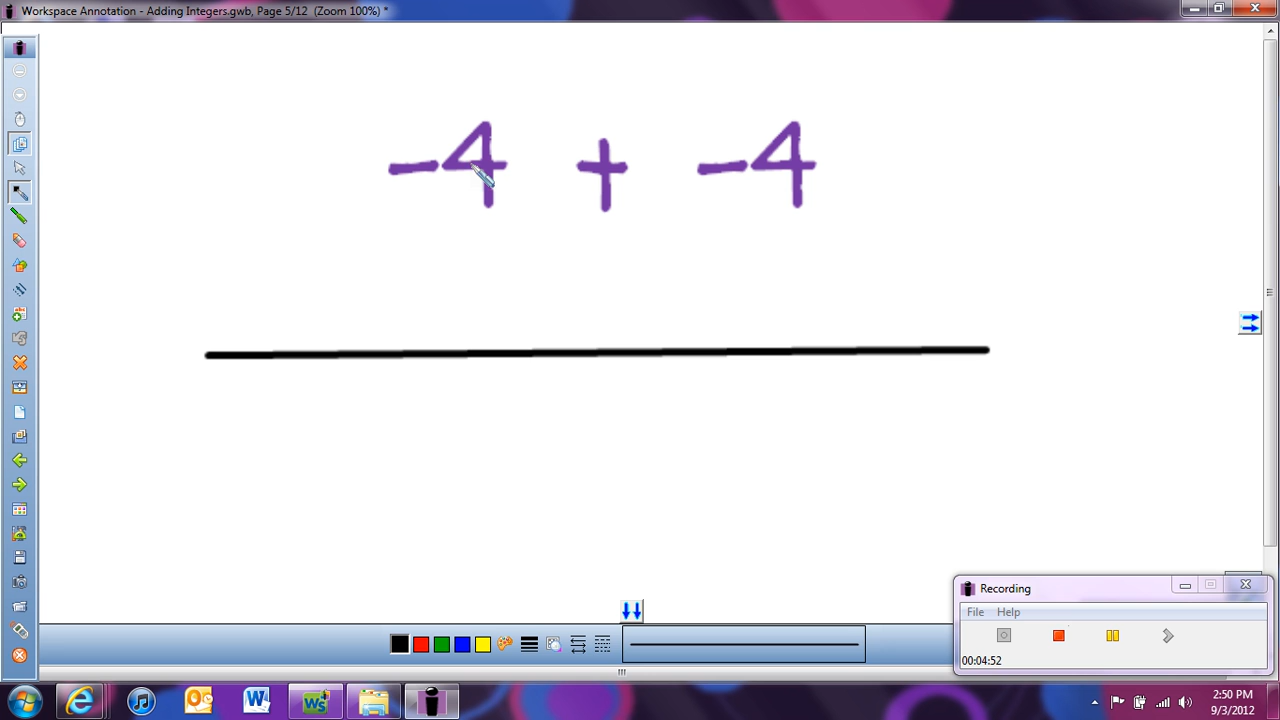 Workspace Annotation - Adding Integers.gwb, Page 5/12 (Zoom 100%) *
-4 + -4
Recording
File Help
00:04:52
2:50 PM
9/3/2012